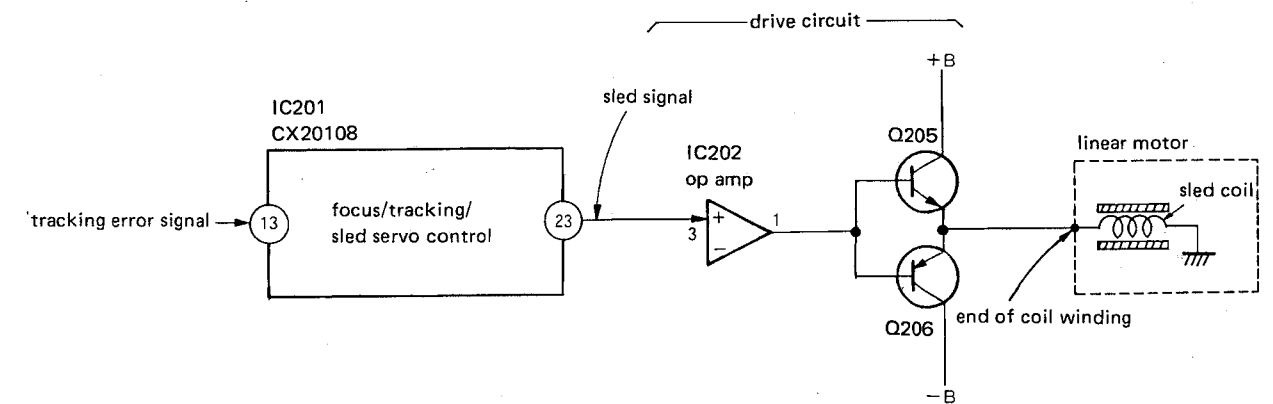 drive circuit
+B
sled signal
IC201
CX20108
Q205
IC202
op amp
linear motor
sled coil
tracking error signal
13
focus/tracking/
sled servo control
23
+
3
−
1
end of coil winding
Q206
−B